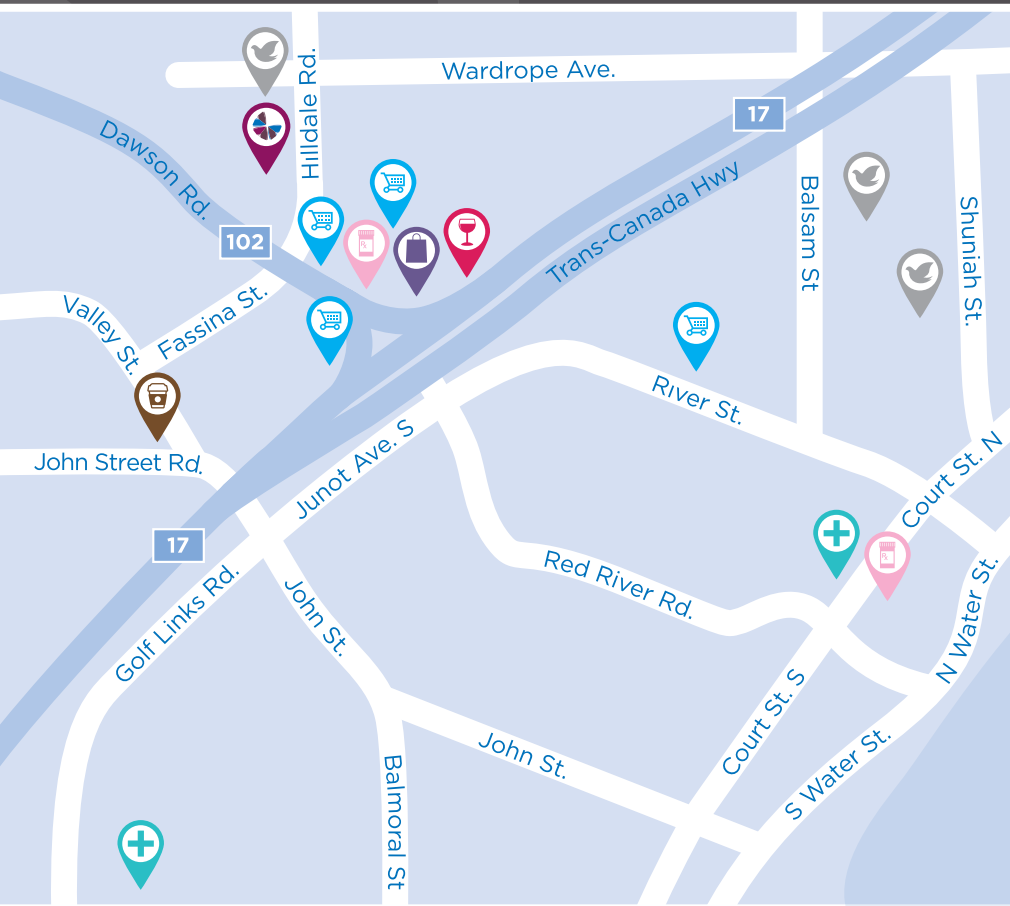 Wardrope Ave.
Hilldale Rd.
17
Dawson Rd.
Trans-Canada Hwy
Balsam St
Shuniah St.
102
Valley St.
Fassina St.
River St.
John Street Rd.
Junot Ave. S
Court St. N
17
Red River Rd.
Golf Links Rd.
John St.
N Water St.
Court St. S
John St.
S Water St.
Balmoral St